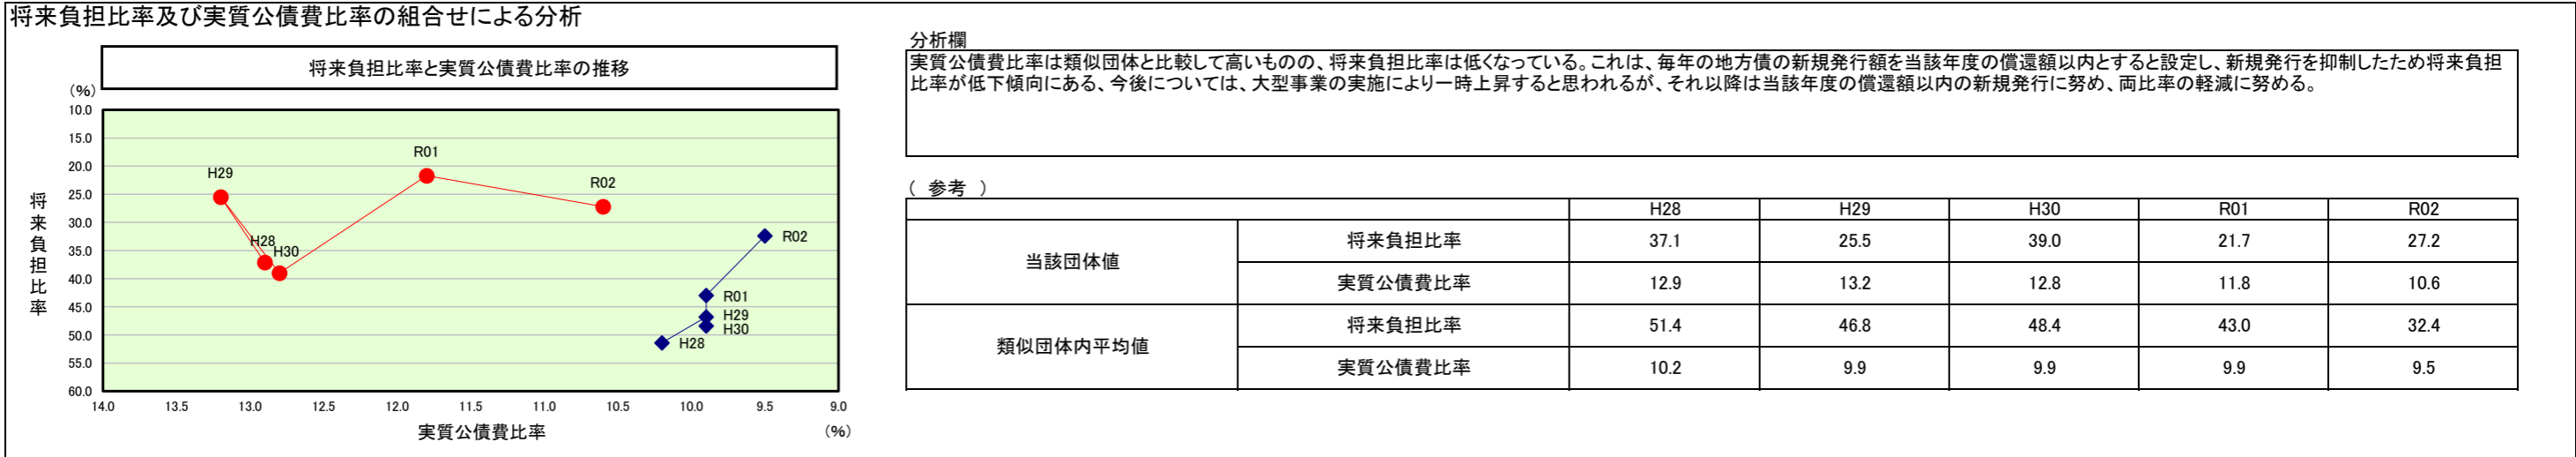 将来負担比率及び実質公債費比率の組合せによる分析
将来負担比率と実質公債費比率の推移
(%)
10.0
15.0
20.0
25.0
30.0
35.0
40.0
45.0
50.0
55.0
60.0
将来負担比率
H29
H28
H30
R01
R02
R02
R01
H29
H30
H28
14.0 13.5 13.0 12.5 12.0 11.5 11.0 10.5 10.0 9.5 9.0
実質公債費比率
(%)
分析欄
実質公債費比率は類似団体と比較して高いものの、将来負担比率は低くなっている。これは、毎年の地方債の新規発行額を当該年度の償還額以内とすると設定し、新規発行を抑制したため将来負担
比率が低下傾向にある、今後については、大型事業の実施により一時上昇すると思われるが、それ以降は当該年度の償還額以内の新規発行に努め、両比率の軽減に努める。
( 参考 )
H28 H29 H30 R01 R02
当該団体値
将来負担比率 37.1 25.5 39.0 21.7 27.2
実質公債費比率 12.9 13.2 12.8 11.8 10.6
類似団体内平均値
将来負担比率 51.4 46.8 48.4 43.0 32.4
実質公債費比率 10.2 9.9 9.9 9.9 9.5